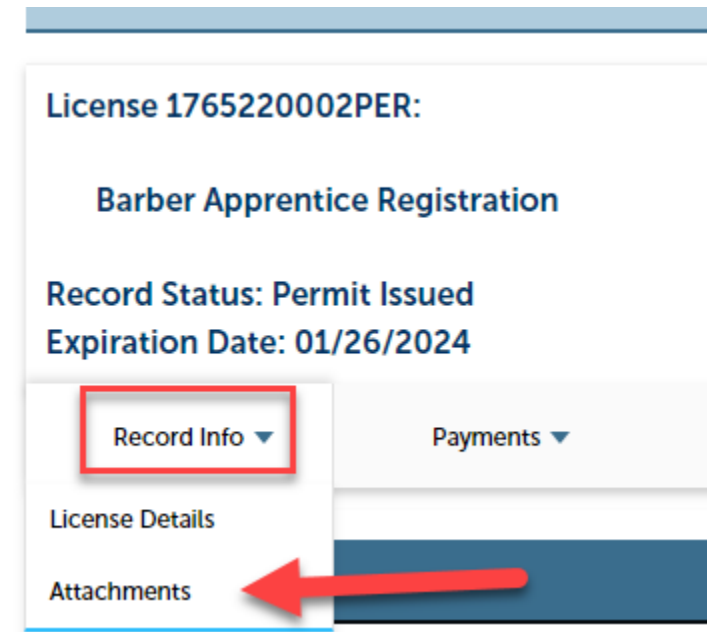 License 1765220002PER:
Barber Apprentice Registration
Record Status: Permit Issued
Expiration Date: 01/26/2024
Record Info Payments
License Details
Attachments